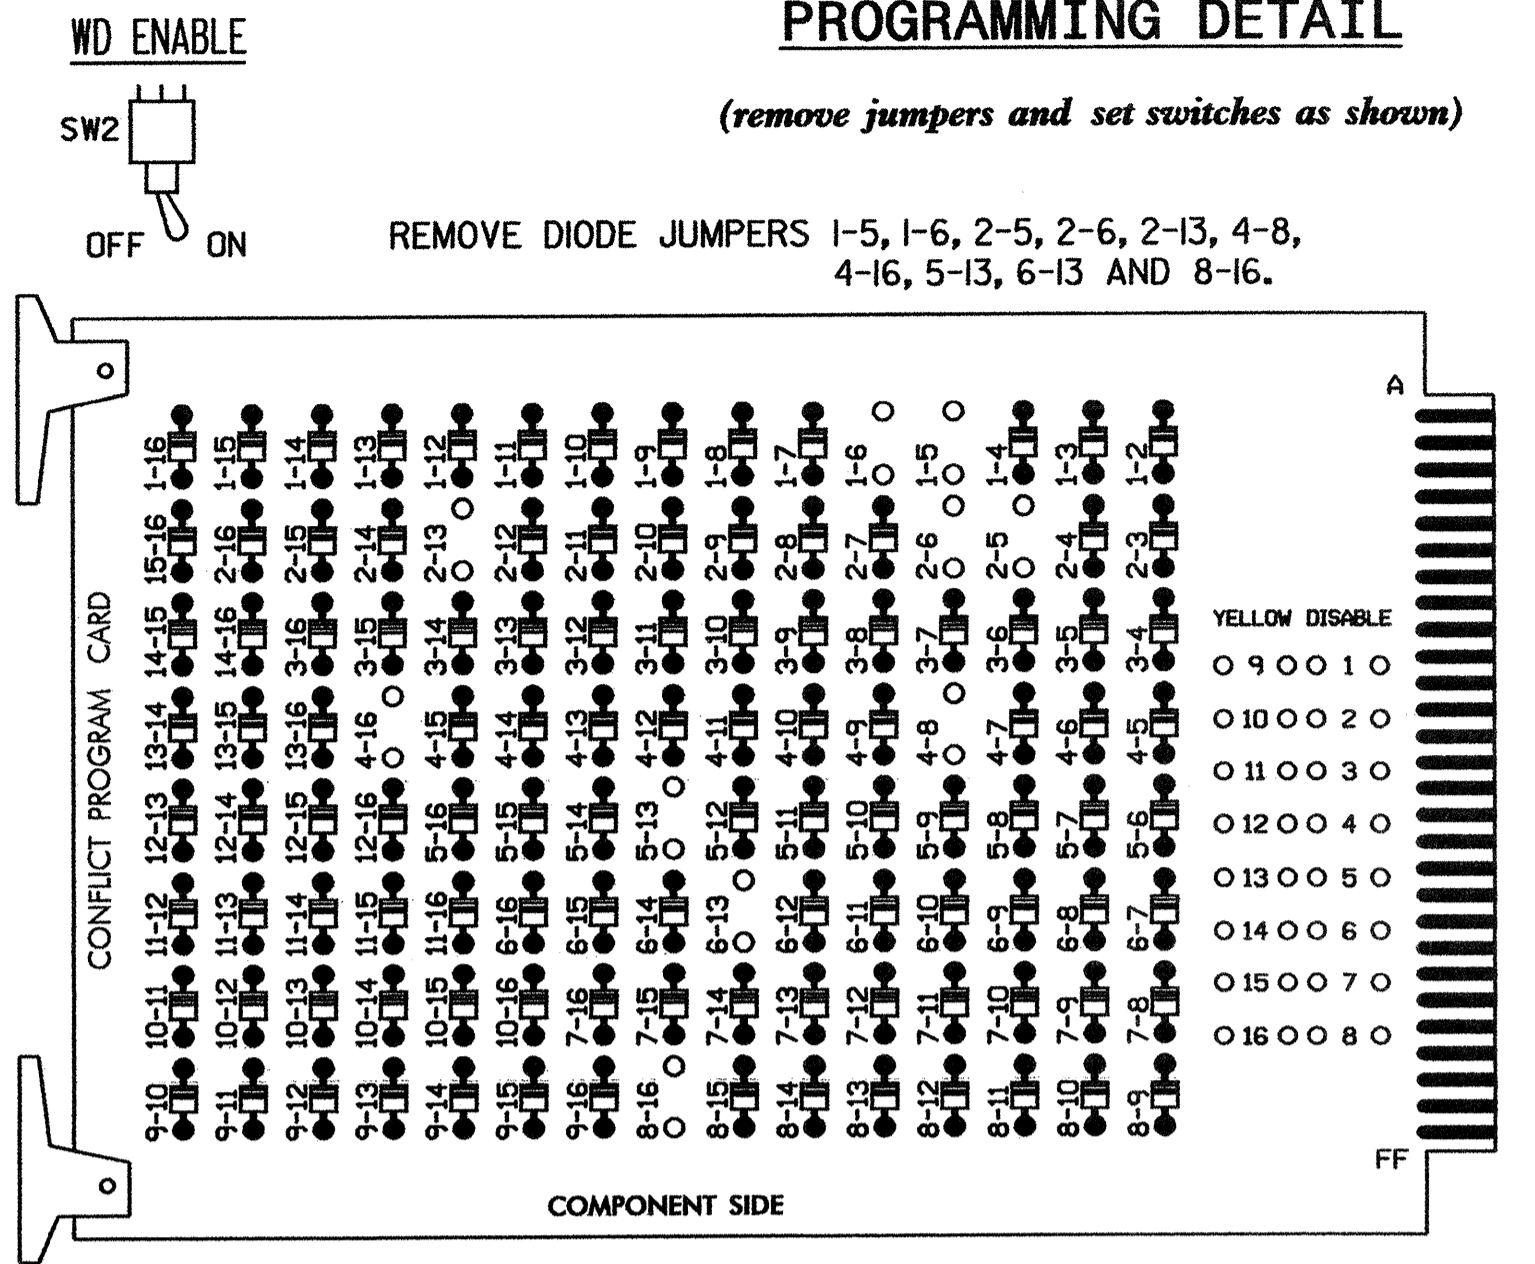 PROGRAMMING DETAIL
WD ENABLE
(remove jumpers and set switches as shown)
SW2
OFF ON
REMOVE DIODE JUMPERS 1-5, 1-6, 2-5, 2-6, 2-13, 4-8,
4-16, 5-13, 6-13 AND 8-16.
A
1-16 1-15 1-14 1-13 1-12 1-11 1-10 1-9 1-8 1-7 1-6 1-5 1-4 1-3 1-2
15-16 2-16 2-15 2-14 2-13 2-12 2-11 2-10 2-9 2-8 2-7 2-6 2-5 2-4 2-3
14-15 14-16 3-16 3-15 3-14 3-13 3-12 3-11 3-10 3-9 3-8 3-7 3-6 3-5 3-4
13-14 13-15 13-16 4-16 4-15 4-14 4-13 4-12 4-11 4-10 4-9 4-8 4-7 4-6 4-5
12-13 12-14 12-15 12-16 5-16 5-15 5-14 5-13 5-12 5-11 5-10 5-9 5-8 5-7 5-6
11-12 11-13 11-14 11-15 11-16 6-16 6-15 6-14 6-13 6-12 6-11 6-10 6-9 6-8 6-7
10-11 10-12 10-13 10-14 10-15 10-16 7-16 7-15 7-14 7-13 7-12 7-11 7-10 7-9 7-8
9-10 9-11 9-12 9-13 9-14 9-15 9-16 8-16 8-15 8-14 8-13 8-12 8-11 8-10 8-9
CONFLICT PROGRAM CARD
YELLOW DISABLE
9 1
10 2
11 3
12 4
13 5
14 6
15 7
16 8
FF
COMPONENT SIDE